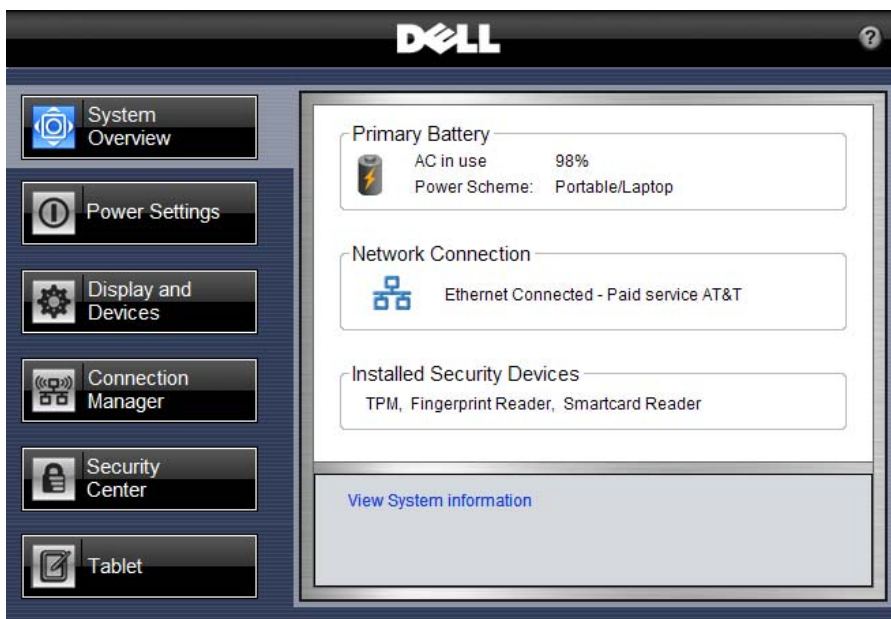 DELL
?
System
Overview
Power Settings
Display and
Devices
Connection
Manager
Security
Center
Tablet
Primary Battery
AC in use 98%
Power Scheme: Portable/Laptop
Network Connection
Ethernet Connected - Paid service AT&T
Installed Security Devices
TPM, Fingerprint Reader, Smartcard Reader
View System information